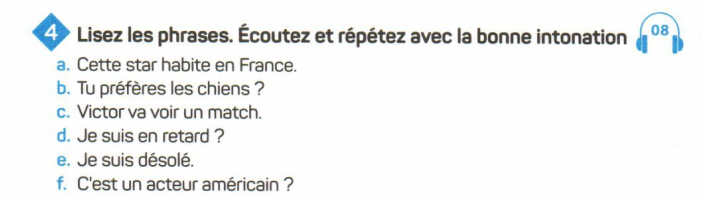 4 Lisez les phrases. Écoutez et répétez avec la bonne intonation 08
a. Cette star habite en France.
b. Tu préfères les chiens ?
c. Victor va voir un match.
d. Je suis en retard ?
e. Je suis désolé.
f. C'est un acteur américain ?